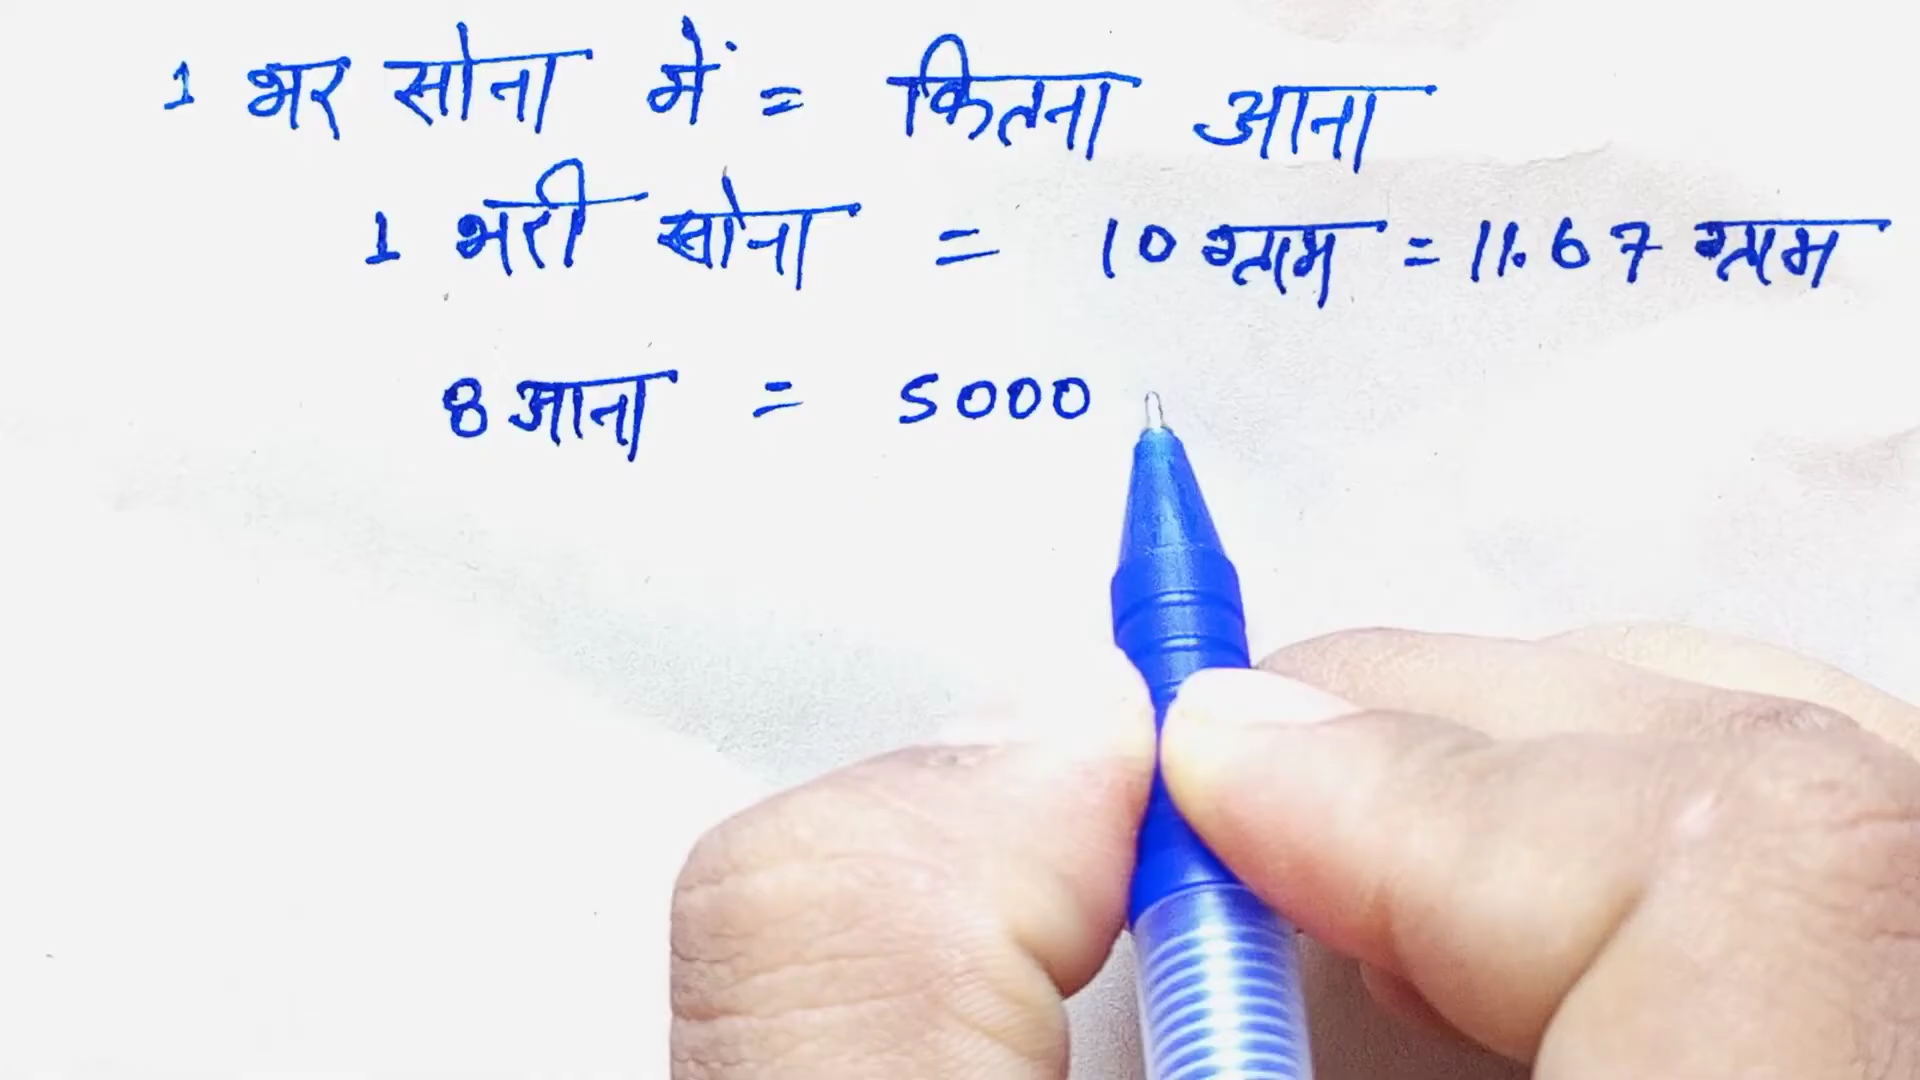 1 भर सोना में = कितना आना
1 भरी सोना = 10 ग्राम = 11.67 ग्राम
8 आना = 5000